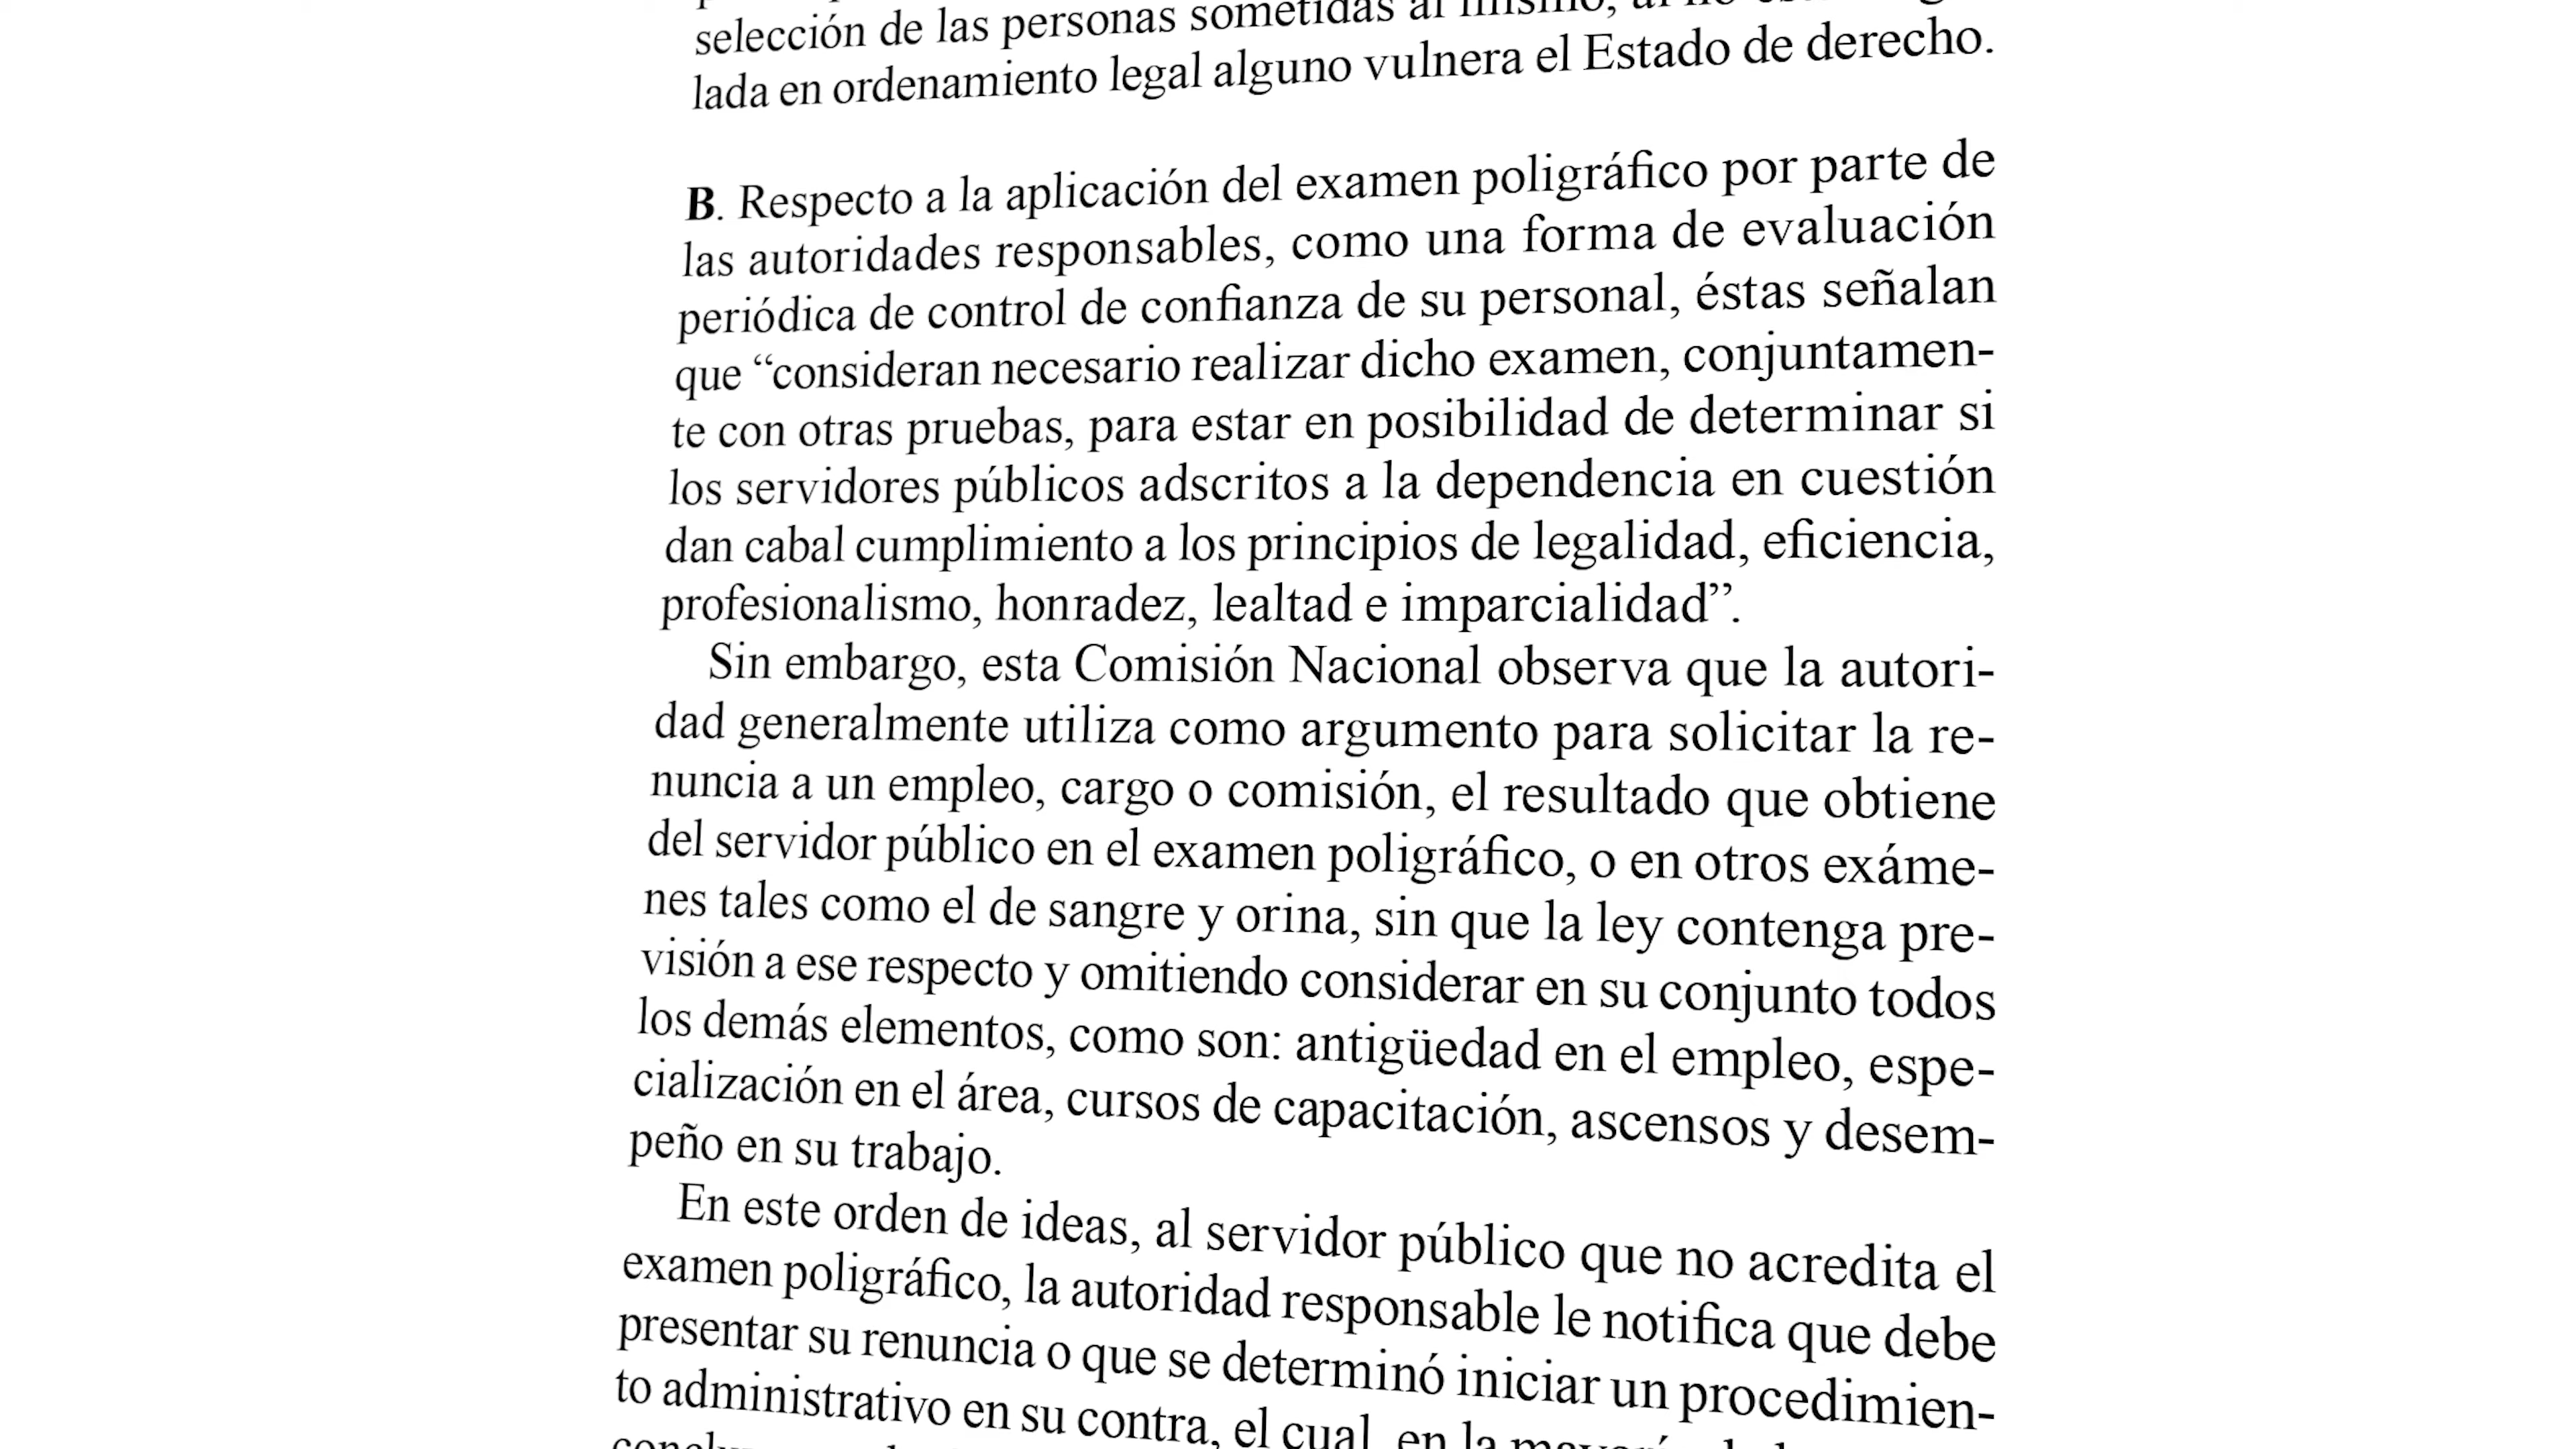 selección de las personas sometidas al mismo,
lada en ordenamiento legal alguno vulnera el Estado de derecho.
B. Respecto a la aplicación del examen poligráfico por parte de
las autoridades responsables, como una forma de evaluación
periódica de control de confianza de su personal, éstas señalan
que “consideran necesario realizar dicho examen, conjuntamen-
te con otras pruebas, para estar en posibilidad de determinar si
los servidores públicos adscritos a la dependencia en cuestión
dan cabal cumplimiento a los principios de legalidad, eficiencia,
profesionalismo, honradez, lealtad e imparcialidad”.
Sin embargo, esta Comisión Nacional observa que la autori-
dad generalmente utiliza como argumento para solicitar la re-
nuncia a un empleo, cargo o comisión, el resultado que obtiene
del servidor público en el examen poligráfico, o en otros exáme-
nes tales como el de sangre y orina, sin que la ley contenga pre-
visión a ese respecto y omitiendo considerar en su conjunto todos
los demás elementos, como son: antigüedad en el empleo, espe-
cialización en el área, cursos de capacitación, ascensos y desem-
peño en su trabajo.
En este orden de ideas, al servidor público que no acredita el
examen poligráfico, la autoridad responsable le notifica que debe
presentar su renuncia o que se determinó iniciar un procedimien-
to administrativo en su contra, el cual, en la